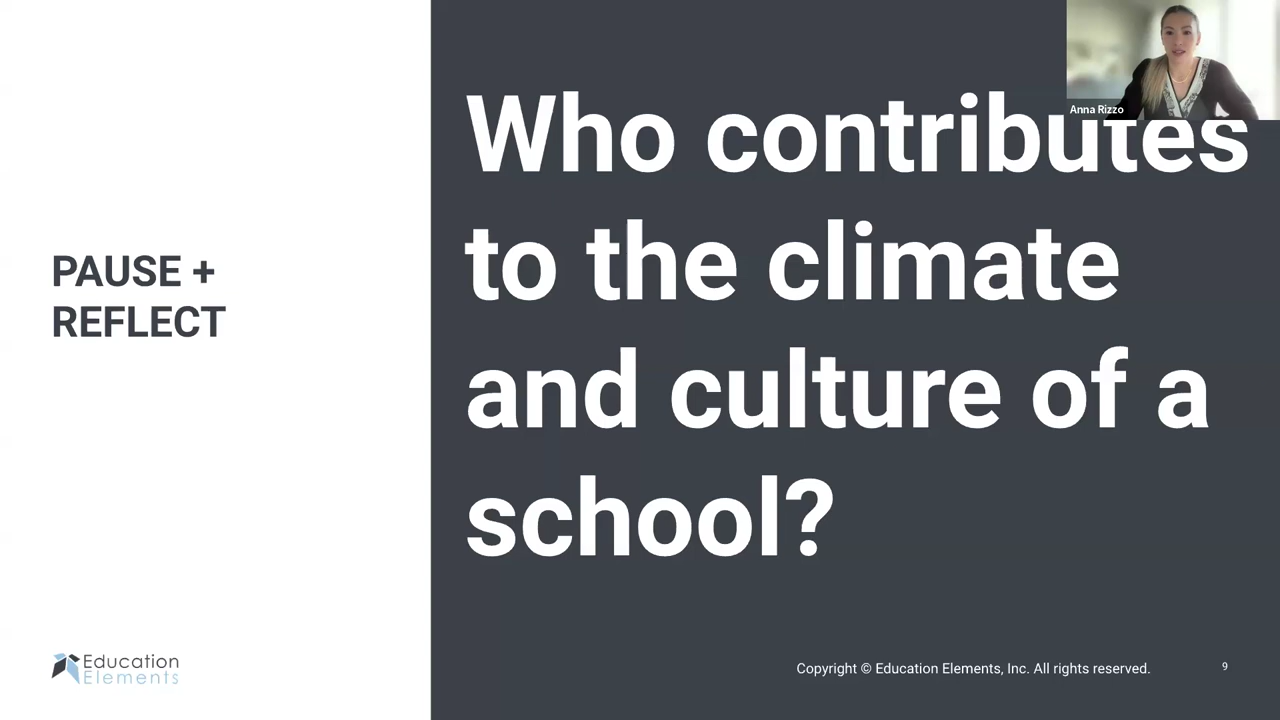 PAUSE +
REFLECT
Who contributes
to the climate
and culture of a
school?
Anna Rizzo
Education
Elements
Copyright © Education Elements, Inc. All rights reserved.
9